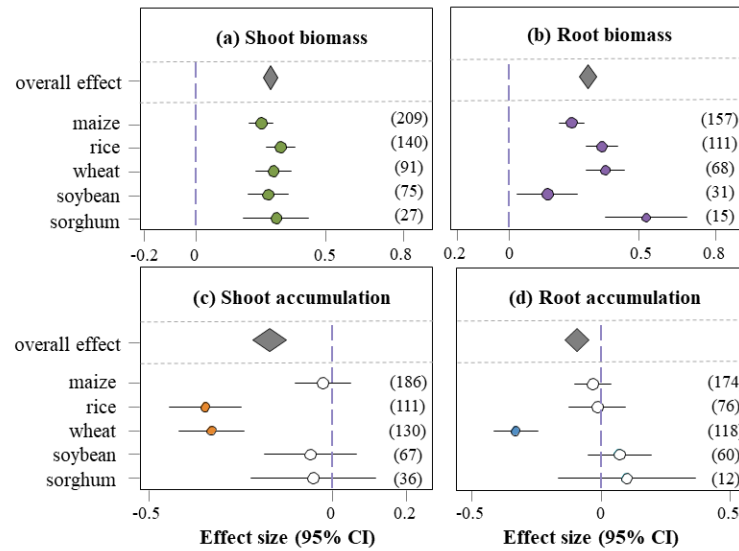 (a) Shoot biomass
overall effect
maize (209)
rice (140)
wheat (91)
soybean (75)
sorghum (27)
-0.2 0 0.5 0.8
(b) Root biomass
(157)
(111)
(68)
(31)
(15)
0.2 0 0.5 0.8
(c) Shoot accumulation
overall effect
maize (186)
rice (111)
wheat (130)
soybean (67)
sorghum (36)
-0.5 0 0.2
Effect size (95% CI)
(d) Root accumulation
(174)
(76)
(118)
(60)
(12)
-0.5 0 0.5
Effect size (95% CI)